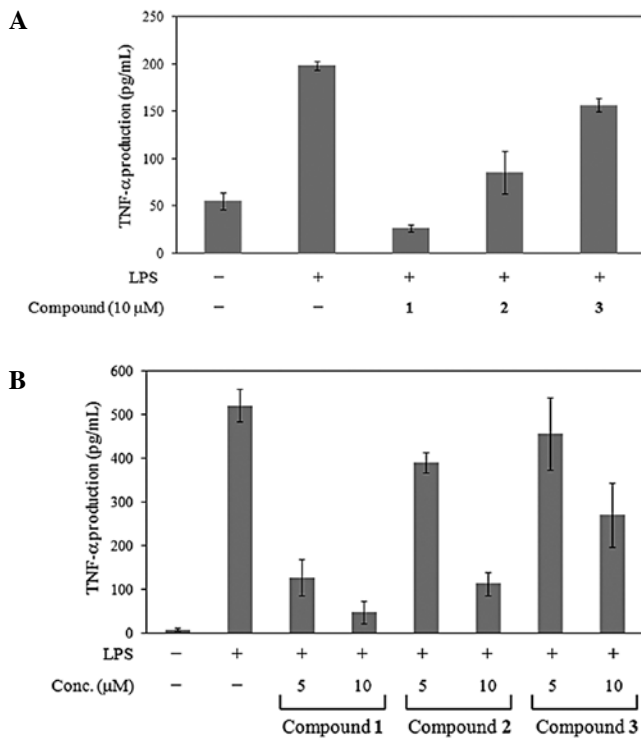 A
TNF-α production (pg/mL)
250
200
150
100
50
0
LPS − + + + +
Compound (10 μM) − − 1 2 3
B
TNF-α production (pg/mL)
600
500
400
300
200
100
0
LPS − + + + + + + +
Conc. (μM) − − 5 10 5 10 5 10
Compound 1 Compound 2 Compound 3